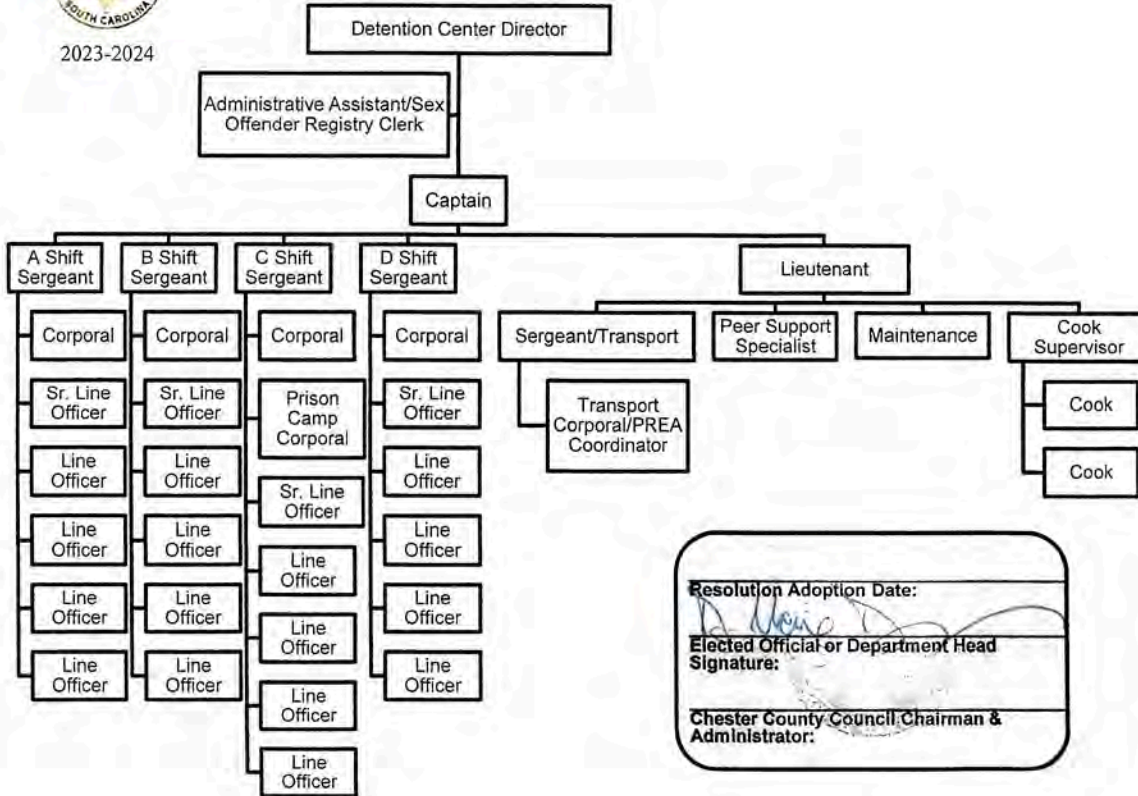 SOUTH CAROLINA
2023-2024
Detention Center Director
Administrative Assistant/Sex
Offender Registry Clerk
Captain
A Shift
Sergeant
B Shift
Sergeant
C Shift
Sergeant
D Shift
Sergeant
Lieutenant
Corporal
Sr. Line
Officer
Line
Officer
Line
Officer
Line
Officer
Line
Officer
Corporal
Sr. Line
Officer
Line
Officer
Line
Officer
Line
Officer
Line
Officer
Corporal
Prison
Camp
Corporal
Sr. Line
Officer
Line
Officer
Line
Officer
Line
Officer
Line
Officer
Corporal
Sr. Line
Officer
Line
Officer
Line
Officer
Line
Officer
Line
Officer
Sergeant/Transport
Transport
Corporal/PREA
Coordinator
Peer Support
Specialist
Maintenance
Cook
Supervisor
Cook
Cook
Resolution Adoption Date:
Elected Official or Department Head
Signature:
Chester County Council Chairman &
Administrator: